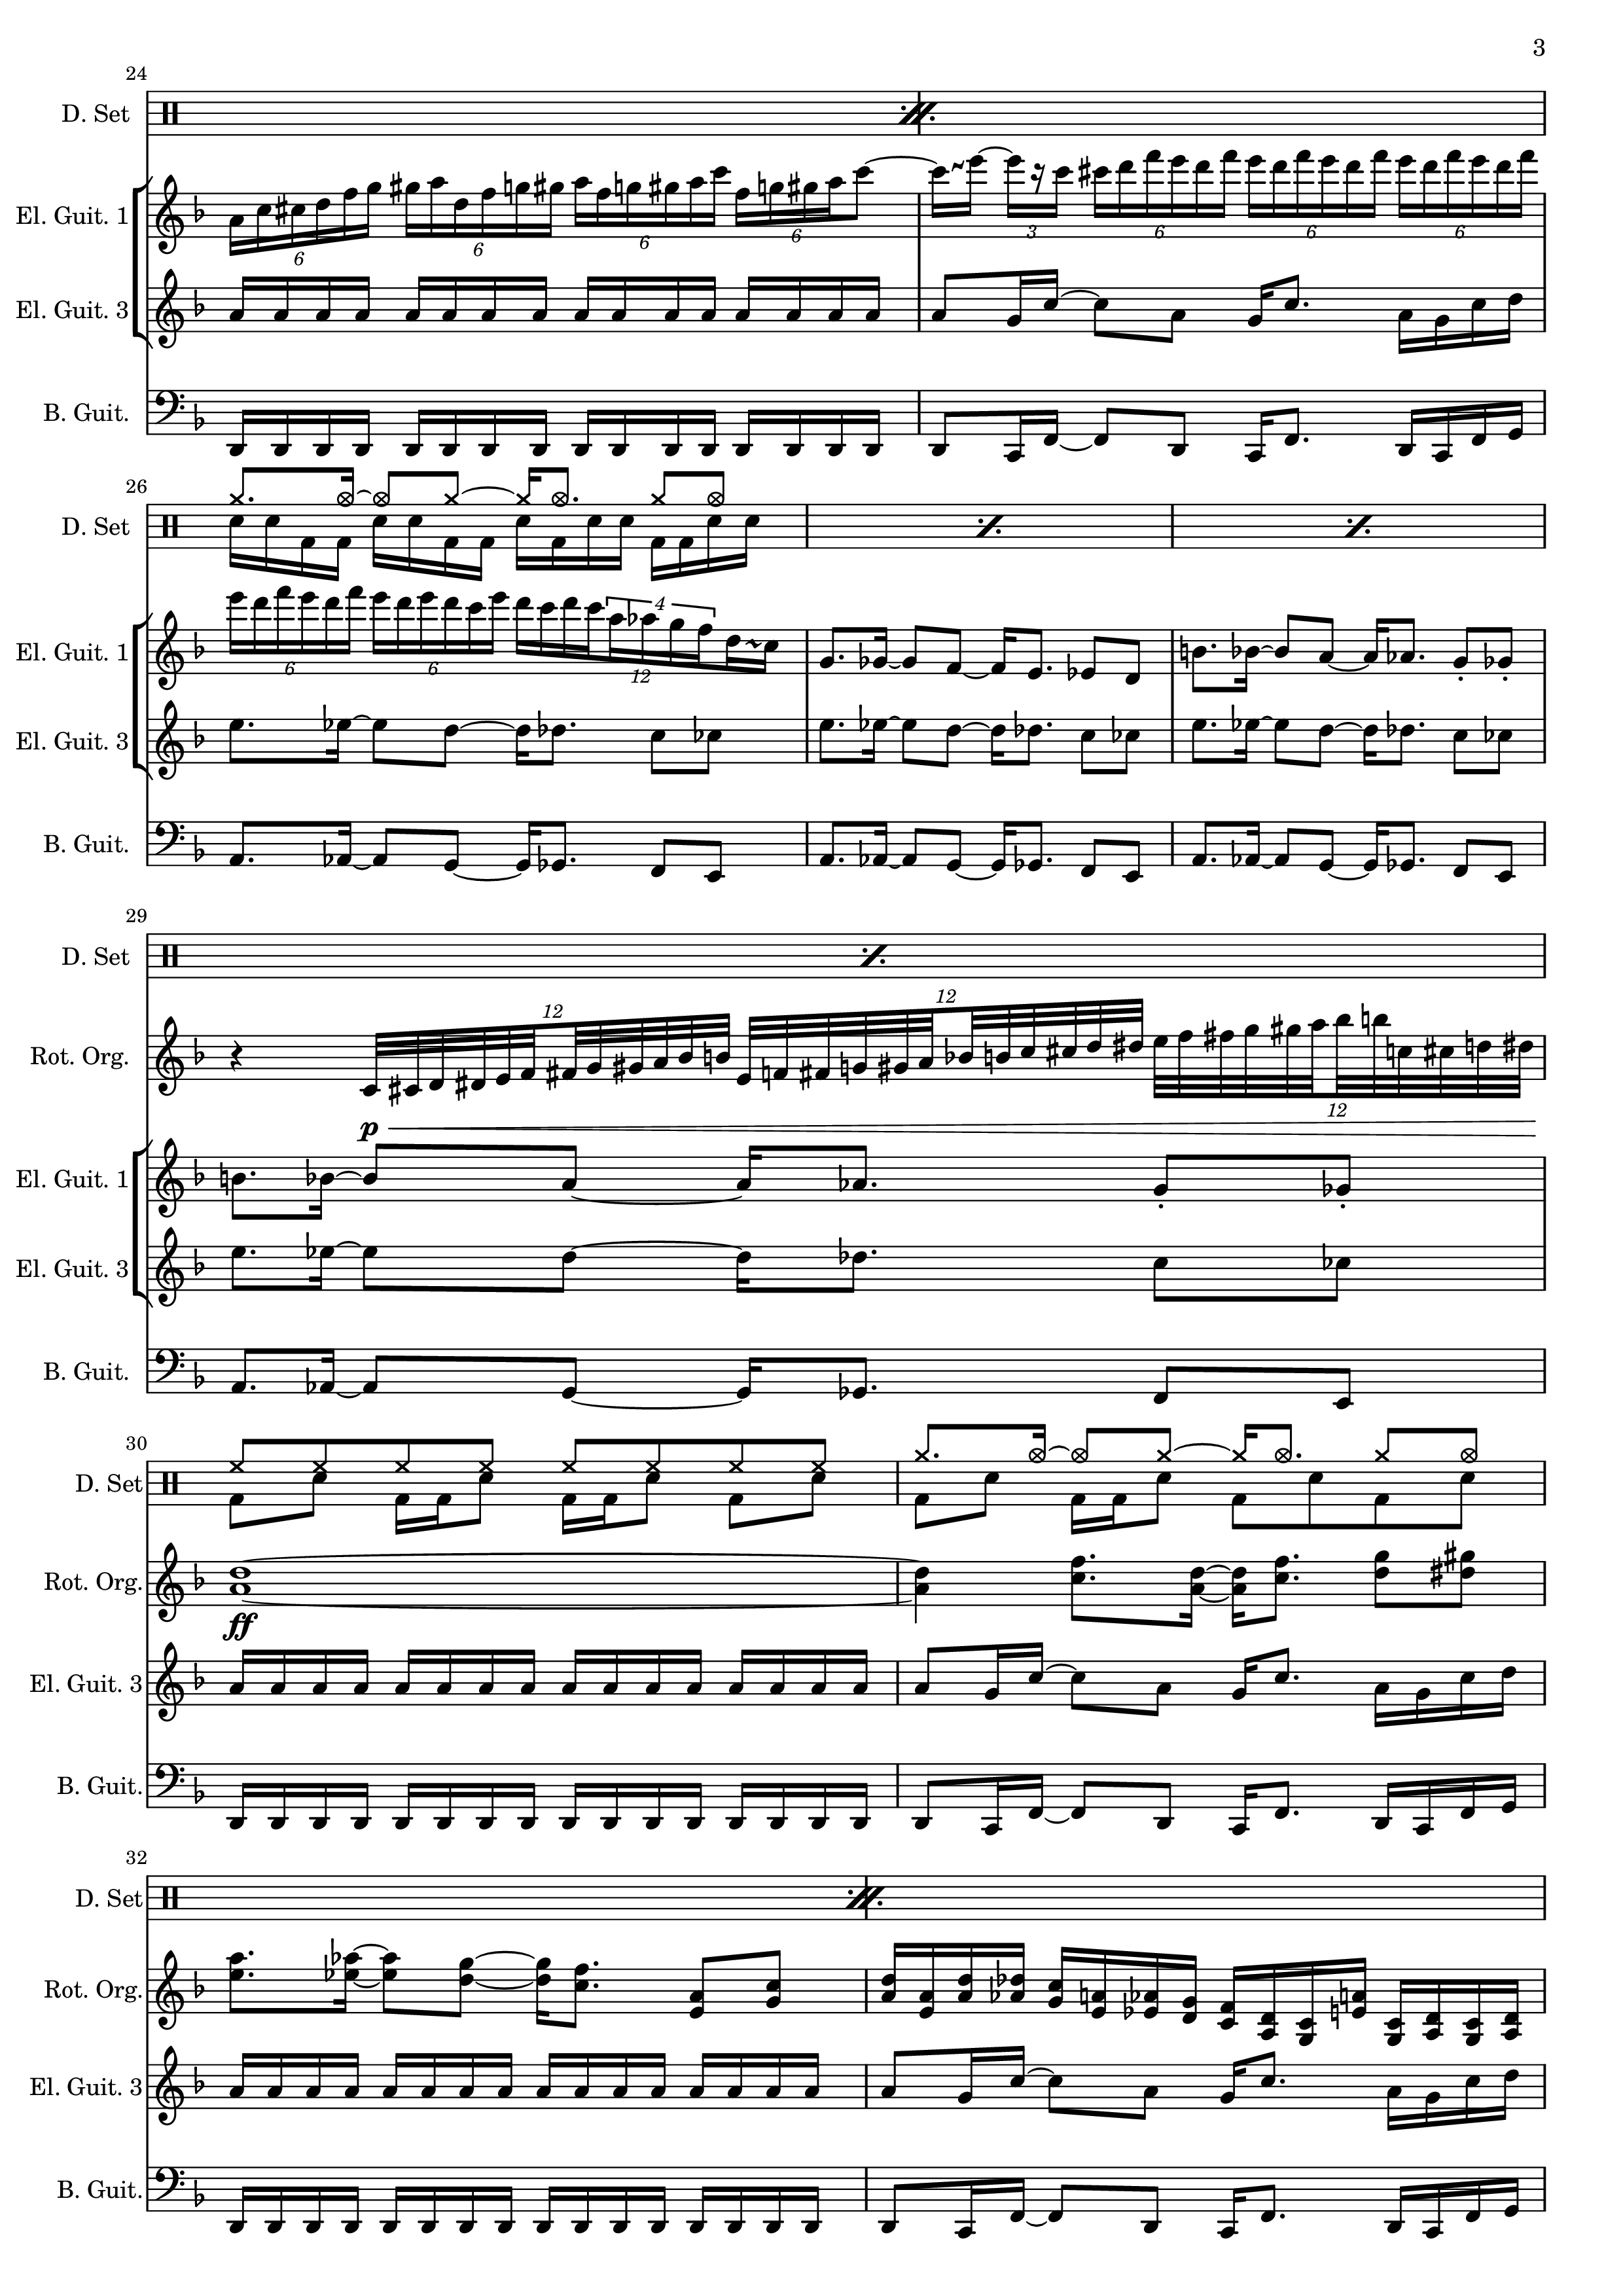 3
24
D. Set
El. Guit. 1
6 6 6 6 3 6 6 6
El. Guit. 3
B. Guit.
26
D. Set
El. Guit. 1
6 6 4 12
El. Guit. 3
B. Guit.
29
D. Set
12 12 12
Rot. Org.
p
El. Guit. 1
El. Guit. 3
B. Guit.
30
D. Set
Rot. Org.
ff
El. Guit. 3
B. Guit.
32
D. Set
Rot. Org.
El. Guit. 3
B. Guit.